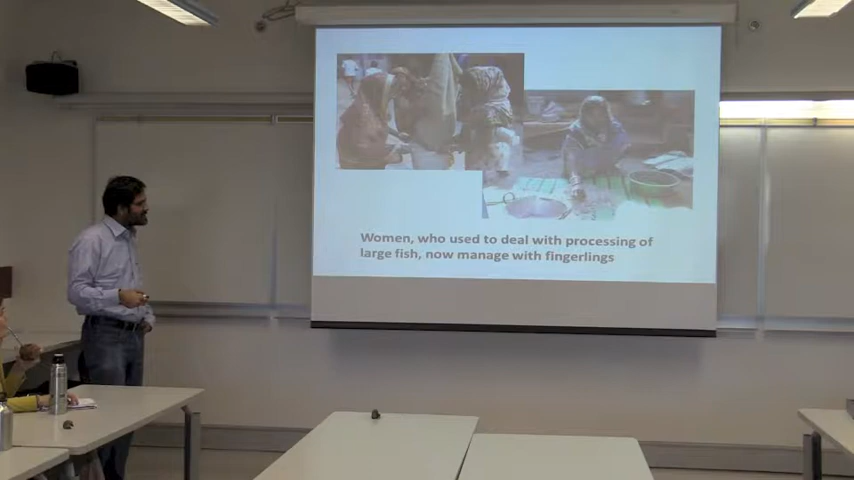 Women, who used to deal with processing of
large fish, now manage with fingerlings